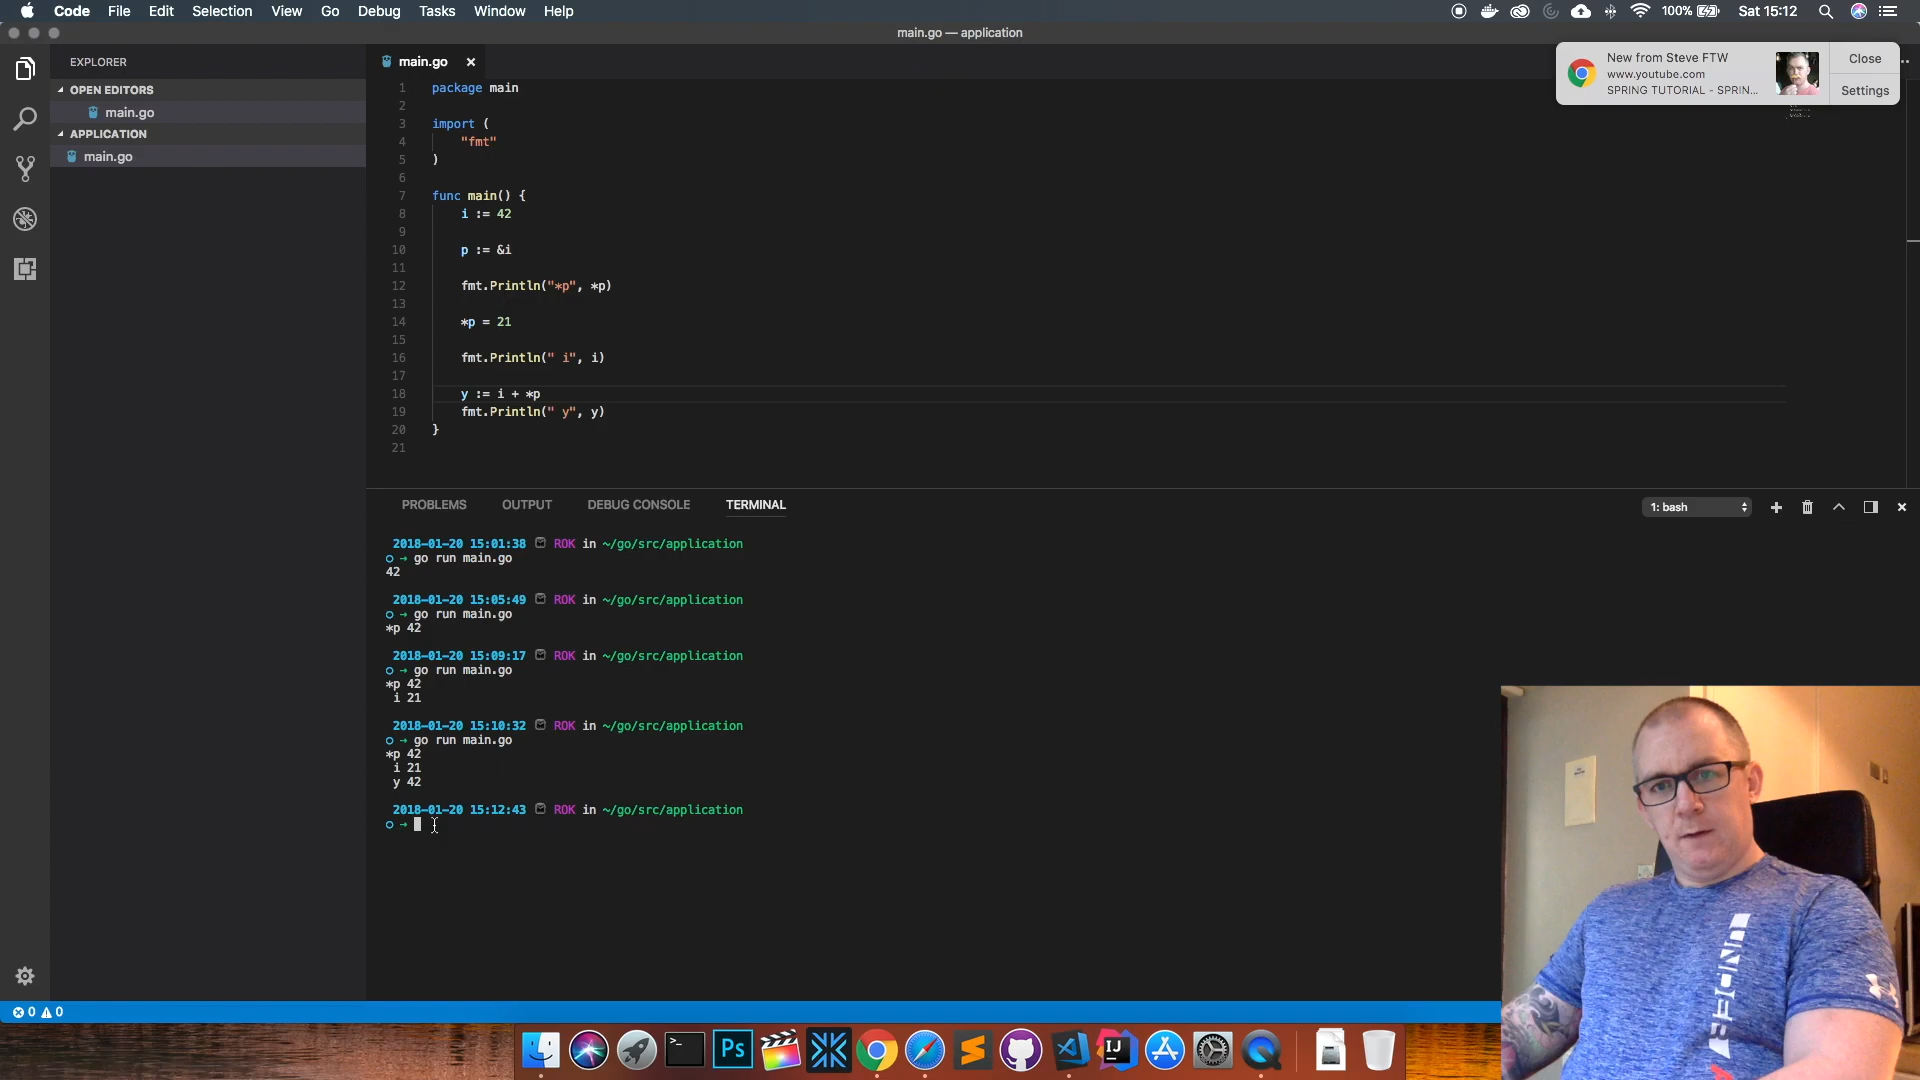 Code File Edit Selection View Go Debug Tasks Window Help
100% Sat 15:12
main.go — application
New from Steve FTW
www.youtube.com
SPRING TUTORIAL - SPRIN...
Close
Settings
EXPLORER
OPEN EDITORS
main.go
APPLICATION
main.go
main.go ×
1 package main
2
3 import (
4 "fmt"
5 )
6
7 func main() {
8 i := 42
9
10 p := &i
11
12 fmt.Println("*p", *p)
13
14 *p = 21
15
16 fmt.Println(" i", i)
17
18 y := i + *p
19 fmt.Println(" y", y)
20 }
21
PROBLEMS OUTPUT DEBUG CONSOLE TERMINAL
1: bash
2018-01-20 15:01:38 ROK in ~/go/src/application
○ → go run main.go
42
2018-01-20 15:05:49 ROK in ~/go/src/application
○ → go run main.go
*p 42
2018-01-20 15:09:17 ROK in ~/go/src/application
○ → go run main.go
*p 42
i 21
2018-01-20 15:10:32 ROK in ~/go/src/application
○ → go run main.go
*p 42
i 21
y 42
2018-01-20 15:12:43 ROK in ~/go/src/application
○ →
0 0
>_
Ps
IJ